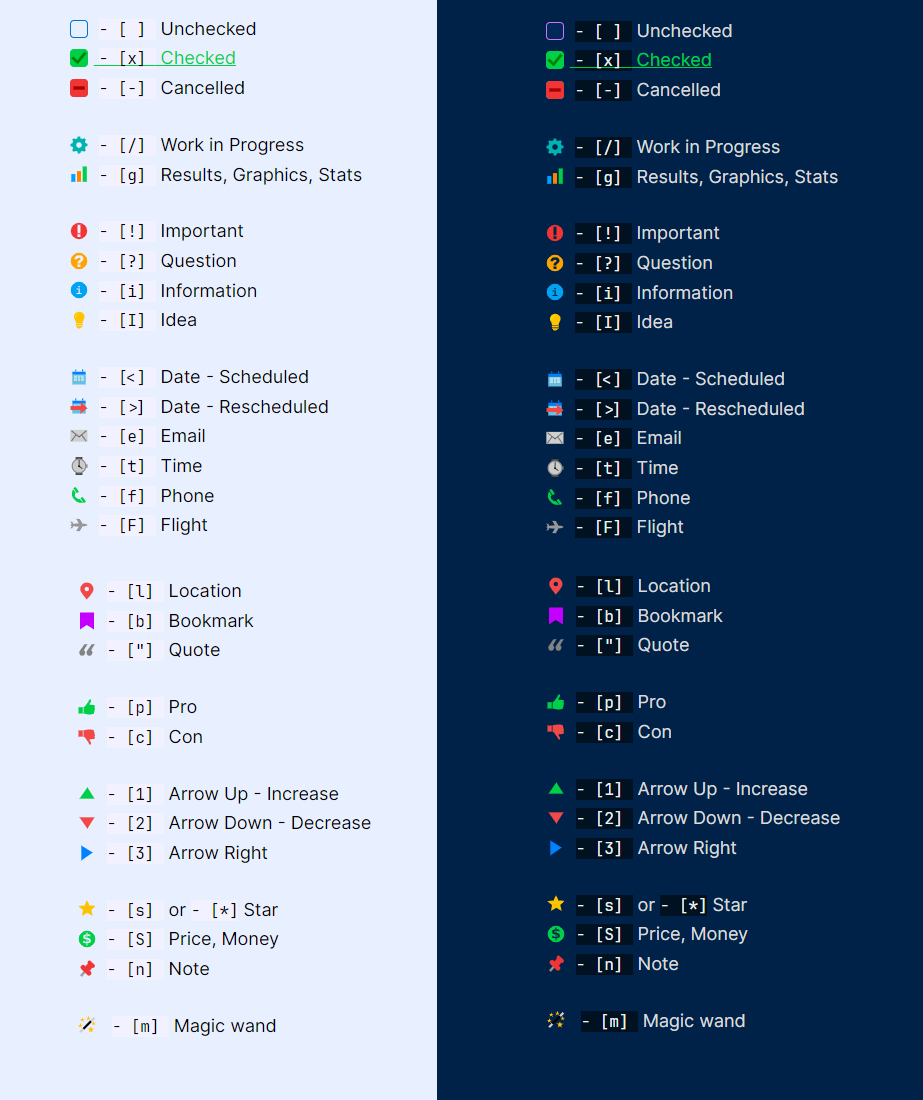 - [ ] Unchecked
- [x] Checked
- [-] Cancelled
- [/] Work in Progress
- [g] Results, Graphics, Stats
- [!] Important
- [?] Question
- [i] Information
- [I] Idea
- [<] Date - Scheduled
- [>] Date - Rescheduled
- [e] Email
- [t] Time
- [f] Phone
- [F] Flight
- [l] Location
- [b] Bookmark
- ["] Quote
- [p] Pro
- [c] Con
- [1] Arrow Up - Increase
- [2] Arrow Down - Decrease
- [3] Arrow Right
- [s] or - [*] Star
- [S] Price, Money
- [n] Note
- [m] Magic wand
- [ ] Unchecked
- [x] Checked
- [-] Cancelled
- [/] Work in Progress
- [g] Results, Graphics, Stats
- [!] Important
- [?] Question
- [i] Information
- [I] Idea
- [<] Date - Scheduled
- [>] Date - Rescheduled
- [e] Email
- [t] Time
- [f] Phone
- [F] Flight
- [l] Location
- [b] Bookmark
- ["] Quote
- [p] Pro
- [c] Con
- [1] Arrow Up - Increase
- [2] Arrow Down - Decrease
- [3] Arrow Right
- [s] or - [*] Star
- [S] Price, Money
- [n] Note
- [m] Magic wand